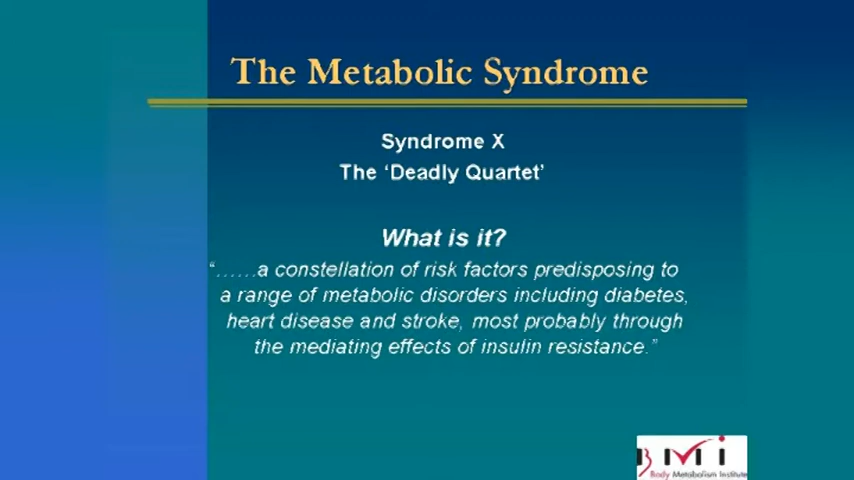 The Metabolic Syndrome
Syndrome X
The ‘Deadly Quartet’
What is it?
“……a constellation of risk factors predisposing to
a range of metabolic disorders including diabetes,
heart disease and stroke, most probably through
the mediating effects of insulin resistance.”
BMi
Body Metabolism Institute